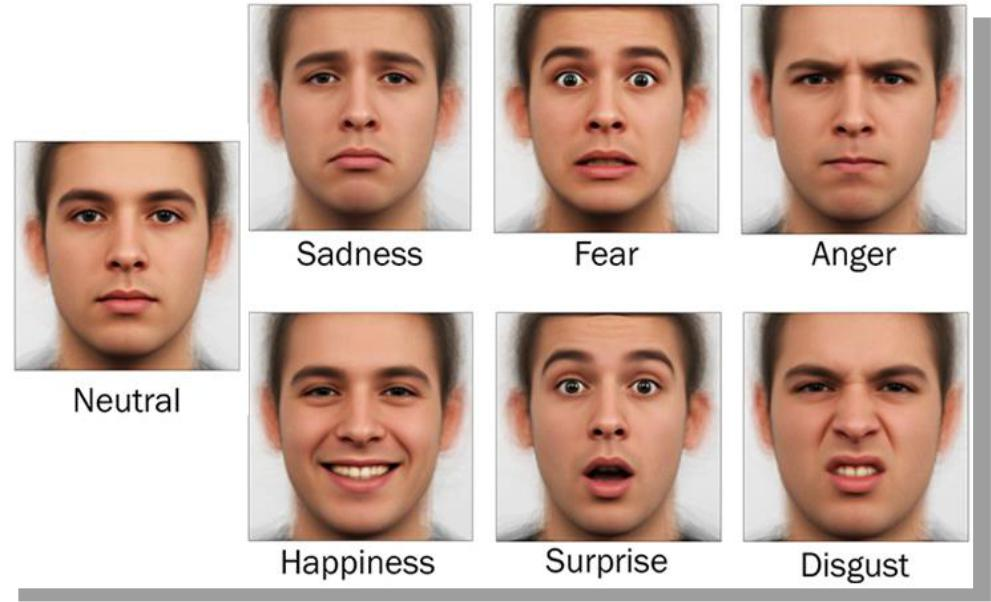 Sadness
Fear
Anger
Neutral
Happiness
Surprise
Disgust